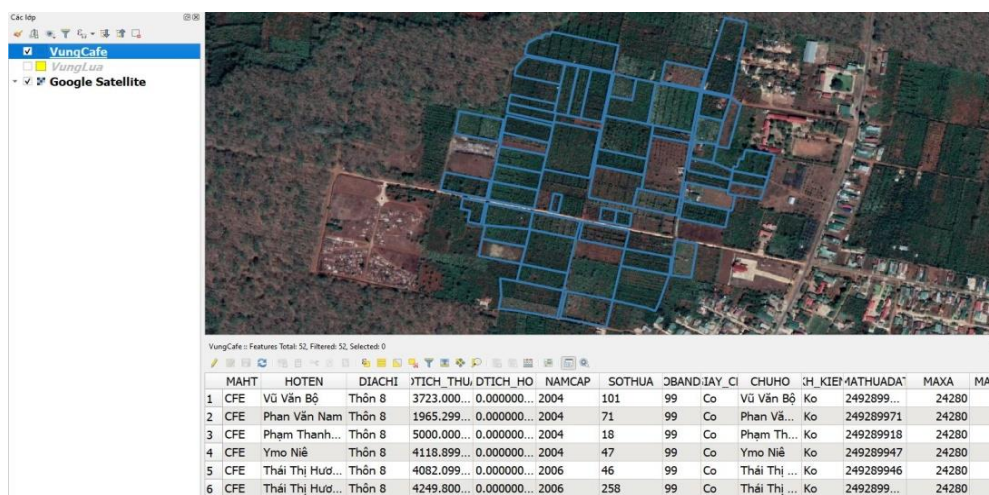 Các lớp
VungCafe
VungLua
Google Satellite
VungCafe :: Features Total: 52, Filtered: 52, Selected: 0
MAHT HOTEN DIACHI DTICH_HO NAMCAP SOTHUA CHUHO MAXA MA
1 CFE Vũ Văn Bộ Thôn 8 3723.000... 0.000000... 2004 101 99 Co Vũ Văn Bộ Ko 2492899... 24280
2 CFE Phan Văn Nam Thôn 8 1965.299... 0.000000... 2004 71 99 Co Phan Vă... Ko 249289971 24280
3 CFE Phạm Thanh... Thôn 8 5000.000... 0.000000... 2004 18 99 Co Phạm Th... Ko 249289918 24280
4 CFE Ymo Niê Thôn 8 4118.899... 0.000000... 2004 47 99 Co Ymo Niê Ko 249289947 24280
5 CFE Thái Thị Hươ... Thôn 8 4082.099... 0.000000... 2006 46 99 Co Thái Thị ... Ko 249289946 24280
6 CFE Thái Thị Hươ... Thôn 8 4249.800... 0.000000... 2006 258 99 Co Thái Thị ... Ko 2492899... 24280